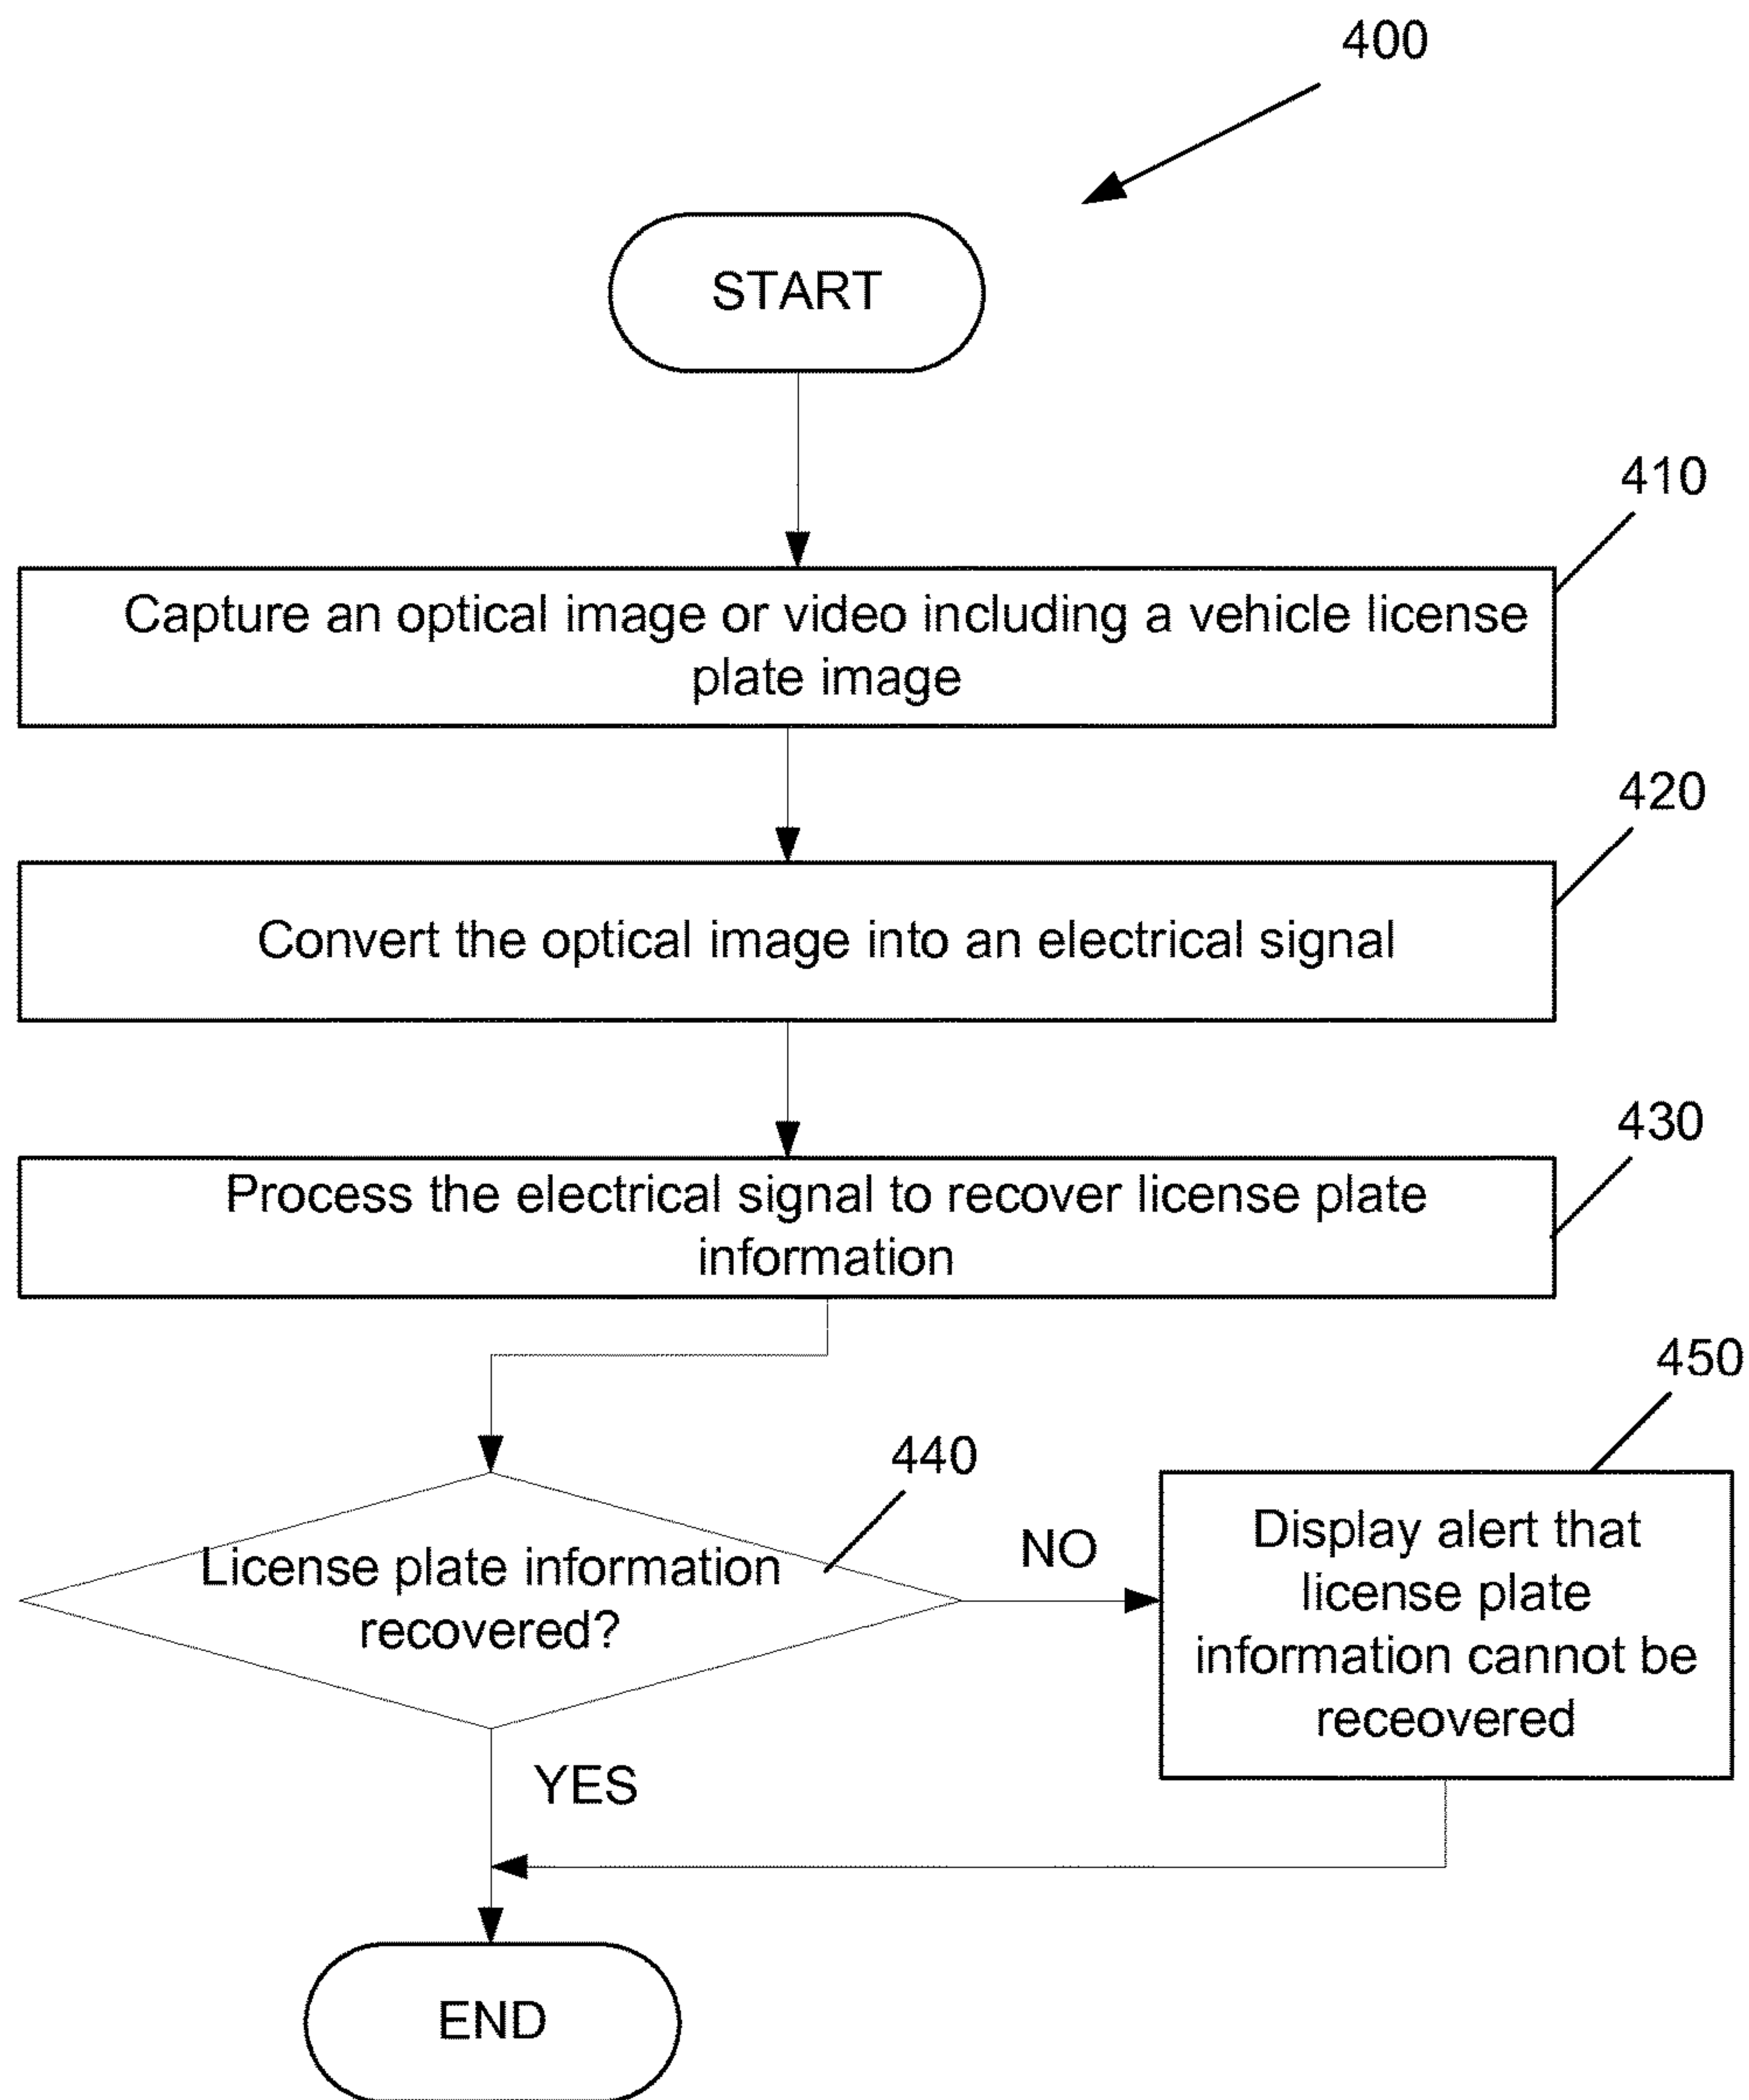 400
START
410
Capture an optical image or video including a vehicle license
plate image
420
Convert the optical image into an electrical signal
430
Process the electrical signal to recover license plate
information
440
License plate information
recovered?
NO
450
Display alert that
license plate
information cannot be
receovered
YES
END